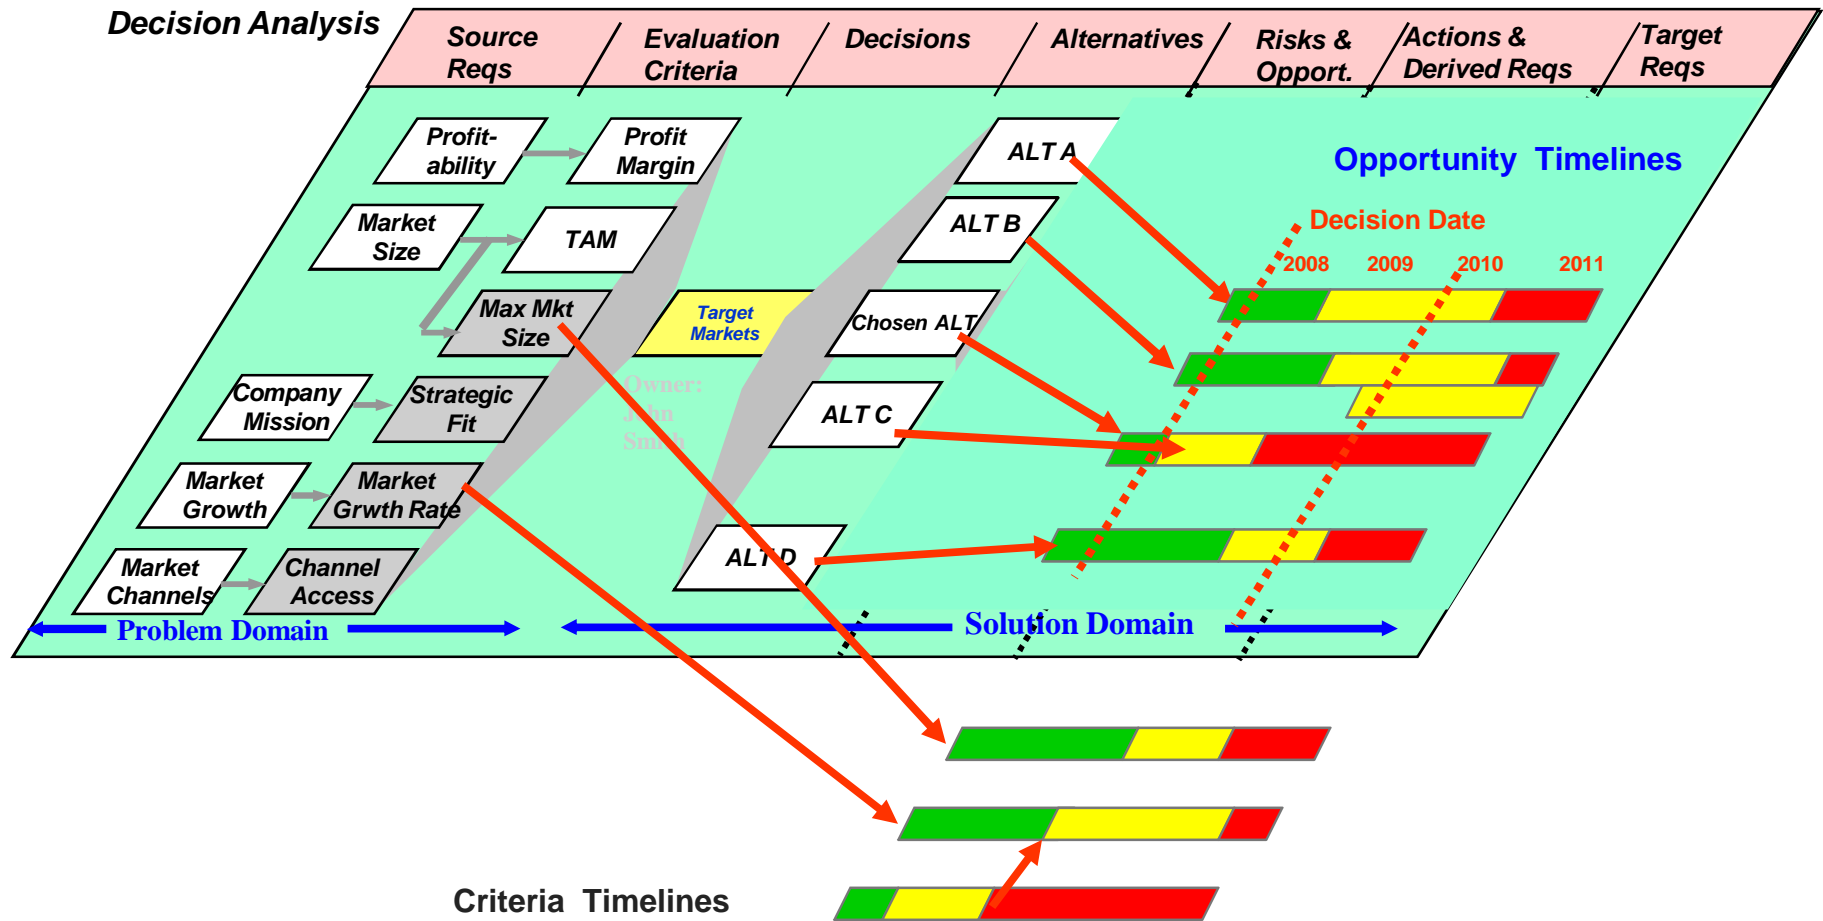 Decision Analysis
Source
Reqs
Evaluation
Criteria
Decisions
Alternatives
Risks &
Opport.
Actions &
Derived Reqs
Target
Reqs
Profit-
ability
Profit
Margin
ALT A
Opportunity Timelines
Market
Size
TAM
ALT B
Decision Date
2008 2009 2010 2011
Max Mkt
Size
Target
Markets
Chosen ALT
Owner:
John
Smith
Company
Mission
Strategic
Fit
ALT C
Market
Growth
Market
Grwth Rate
ALT D
Market
Channels
Channel
Access
Problem Domain
Solution Domain
Criteria Timelines